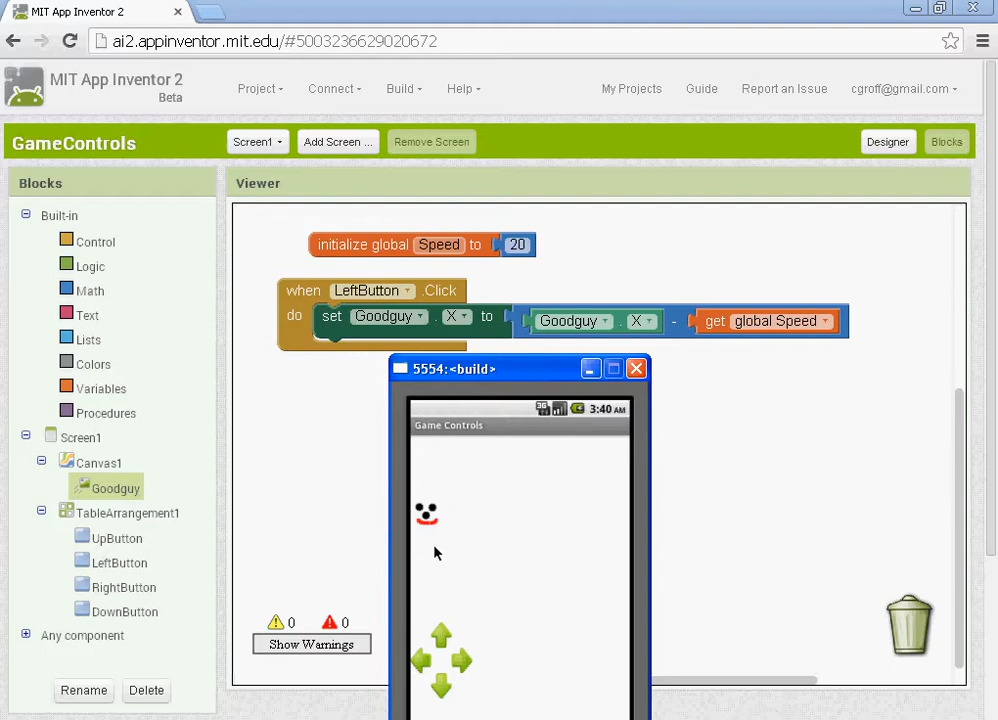 MIT App Inventor 2
ai2.appinventor.mit.edu/#5003236629020672
MIT App Inventor 2
Beta
Project
Connect
Build
Help
My Projects
Guide
Report an Issue
cgroff@gmail.com
GameControls
Screen1
Add Screen ...
Remove Screen
Designer
Blocks
Blocks
Viewer
Built-in
Control
Logic
Math
Text
Lists
Colors
Variables
Procedures
Screen1
Canvas1
Goodguy
TableArrangement1
UpButton
LeftButton
RightButton
DownButton
Any component
Rename
Delete
initialize global Speed to 20
when LeftButton .Click
do set Goodguy . X to Goodguy . X - get global Speed
0 0
Show Warnings
5554:<build>
3G 3:40 AM
Game Controls